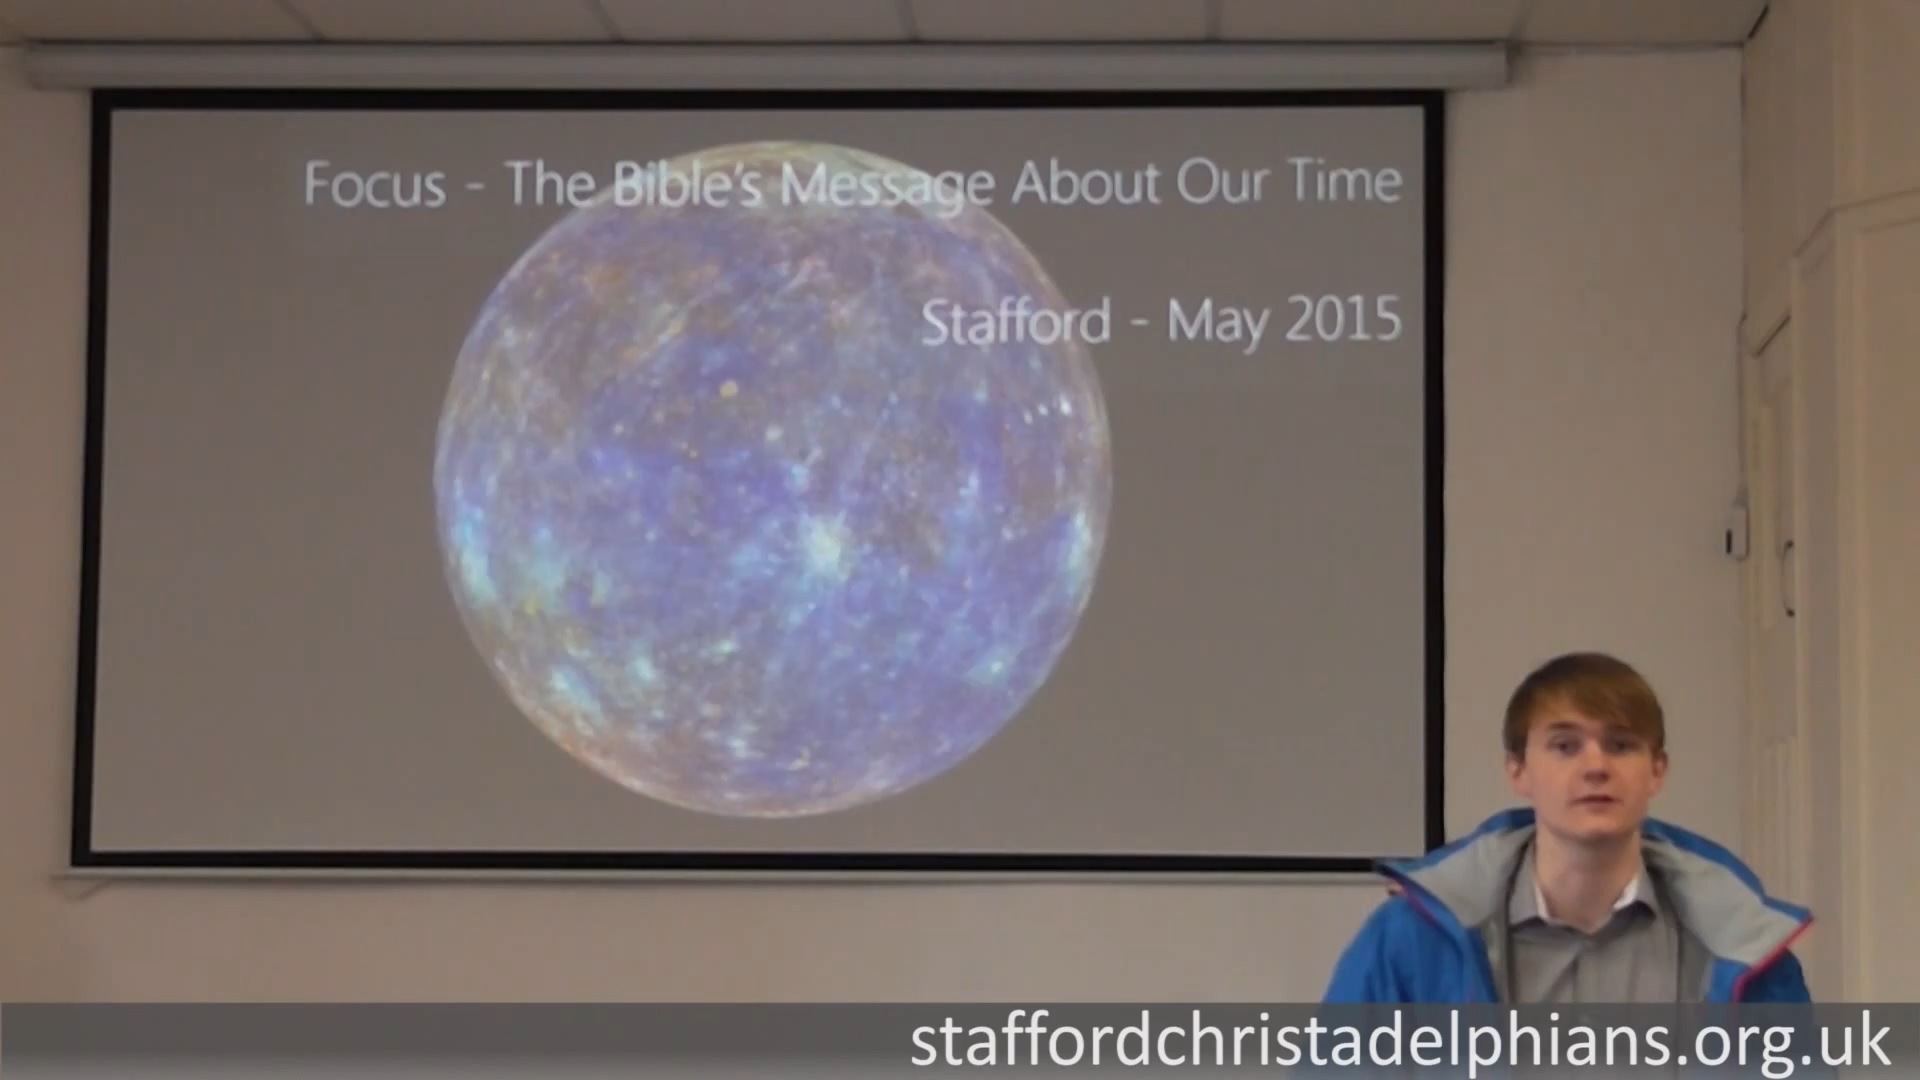 Focus - The Bible's Message About Our Time
Stafford - May 2015
staffordchristadelphians.org.uk